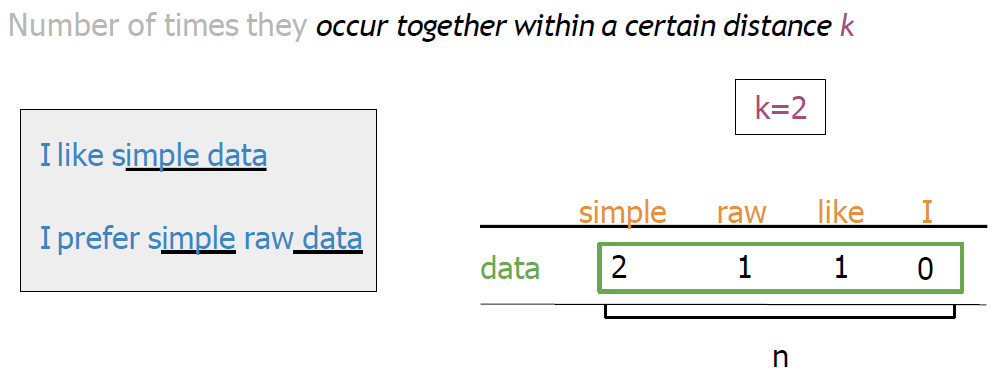 Number of times they occur together within a certain distance k
k=2
I like simple data
I prefer simple raw data
simple raw like I
data 2 1 1 0
n